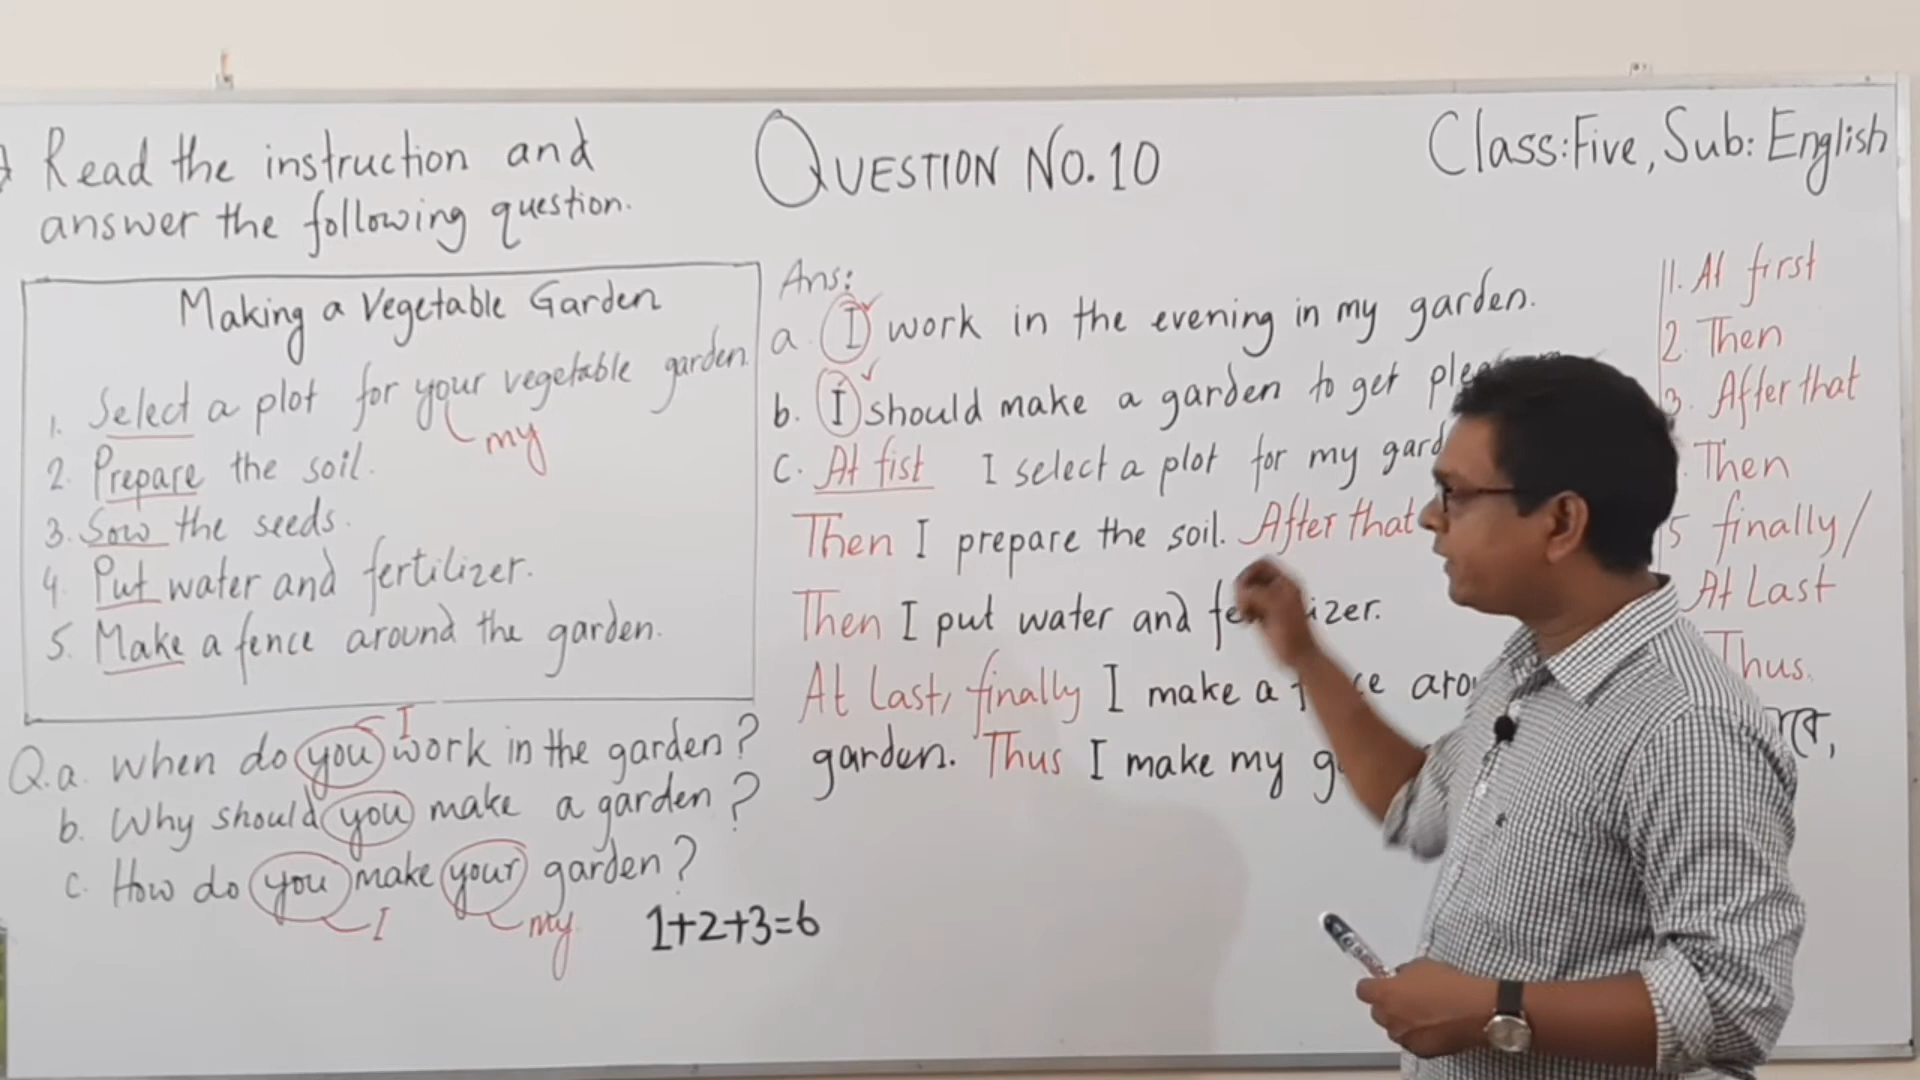 Read the instruction and
answer the following question.
QUESTION NO. 10
Class: Five, Sub: English
Making a Vegetable Garden
1. Select a plot for your vegetable garden.
my
2. Prepare the soil.
3. Sow the seeds.
4. Put water and fertilizer.
5. Make a fence around the garden.
I
Q.a. When do you work in the garden?
b. Why should you make a garden?
c. How do you make your garden?
I my
1+2+3=6
Ans:
a. I work in the evening in my garden.
b. I should make a garden to get
c. At fist I select a plot for my
Then I prepare the soil. After that
Then I put water and
At Last, finally I make a
garden. Thus I make my
1. At first
2. Then
3. After that
Then
5 finally/
At Last
Thus.